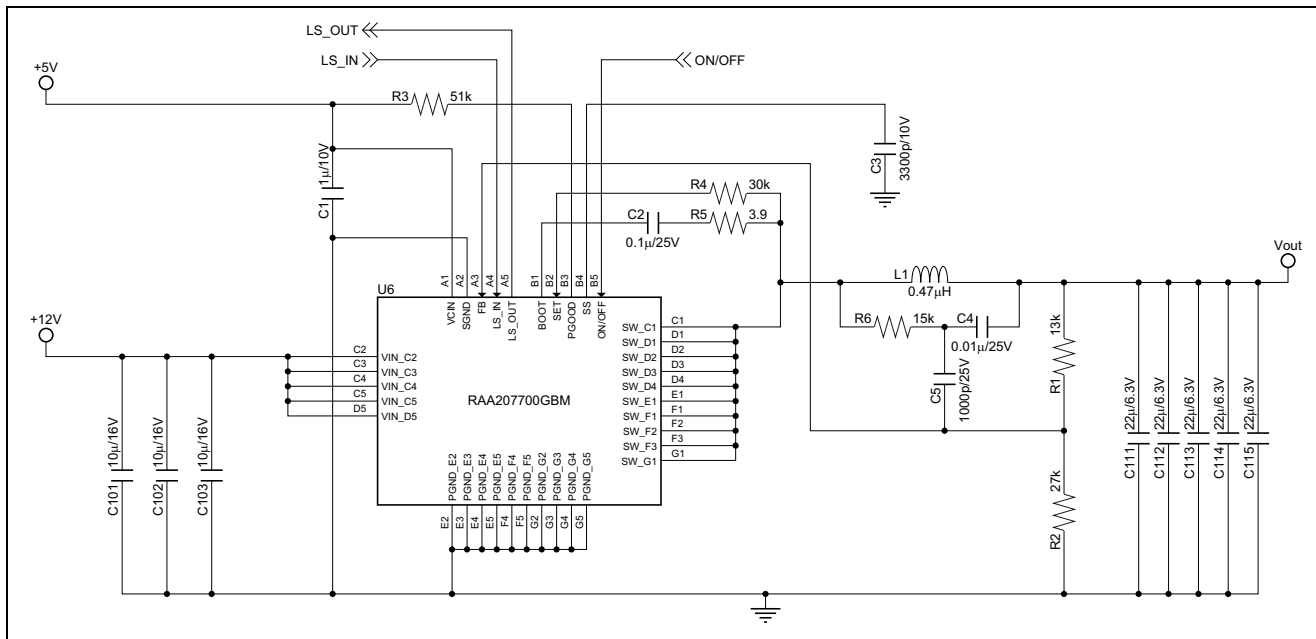 LS_OUT
LS_IN
ON/OFF
+5V
R3 51k
C1 1μ/10V
C3 3300p/10V
R4 30k
C2 R5 3.9
0.1μ/25V
A1 A2 A3 A4 A5 B1 B2 B3 B4 B5
U6
VCIN SGND FB LS_IN LS_OUT BOOT SET PGOOD SS ON/OFF
Vout
L1
0.47μH
R6 15k C4
0.01μ/25V
C5 1000p/25V
13k R1
27k R2
+12V
C2 VIN_C2
C3 VIN_C3
C4 VIN_C4
C5 VIN_C5
D5 VIN_D5
RAA207700GBM
SW_C1 C1
SW_D1 D1
SW_D2 D2
SW_D3 D3
SW_D4 D4
SW_E1 E1
SW_F1 F1
SW_F2 F2
SW_F3 F3
SW_G1 G1
PGND_E2 PGND_E3 PGND_E4 PGND_E5 PGND_F4 PGND_F5 PGND_G2 PGND_G3 PGND_G4 PGND_G5
E2 E3 E4 E5 F4 F5 G2 G3 G4 G5
C101 10μ/16V
C102 10μ/16V
C103 10μ/16V
C111 22μ/6.3V
C112 22μ/6.3V
C113 22μ/6.3V
C114 22μ/6.3V
C115 22μ/6.3V